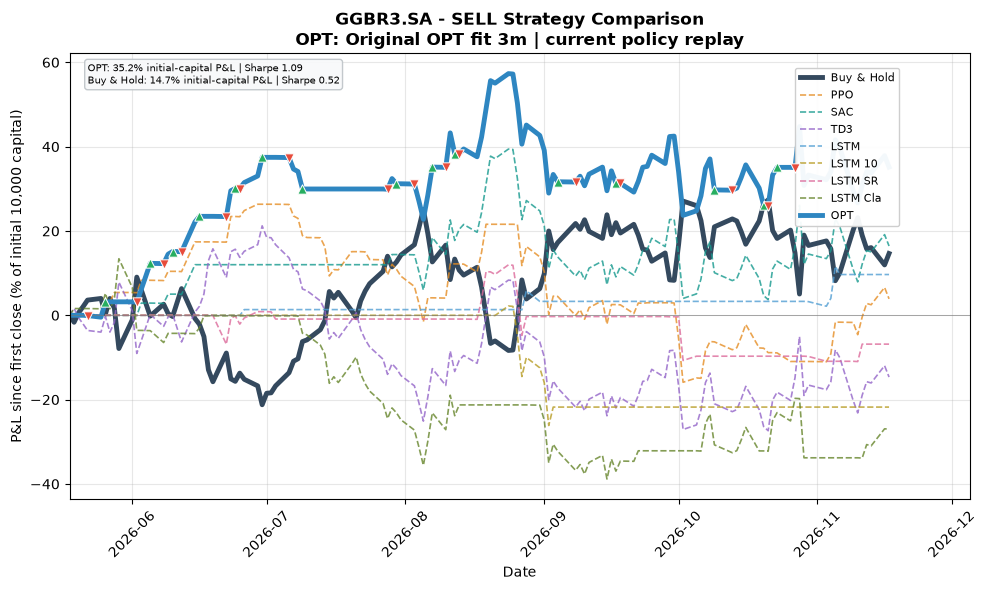 GGBR3.SA - SELL Strategy Comparison
OPT: Original OPT fit 3m | current policy replay
OPT: 35.2% initial-capital P&L | Sharpe 1.09
Buy & Hold: 14.7% initial-capital P&L | Sharpe 0.52
Buy & Hold
PPO
SAC
TD3
LSTM
LSTM 10
LSTM SR
LSTM Cla
OPT
P&L since first close (% of initial 10,000 capital)
60
40
20
0
−20
−40
2026-06
2026-07
2026-08
2026-09
2026-10
2026-11
2026-12
Date